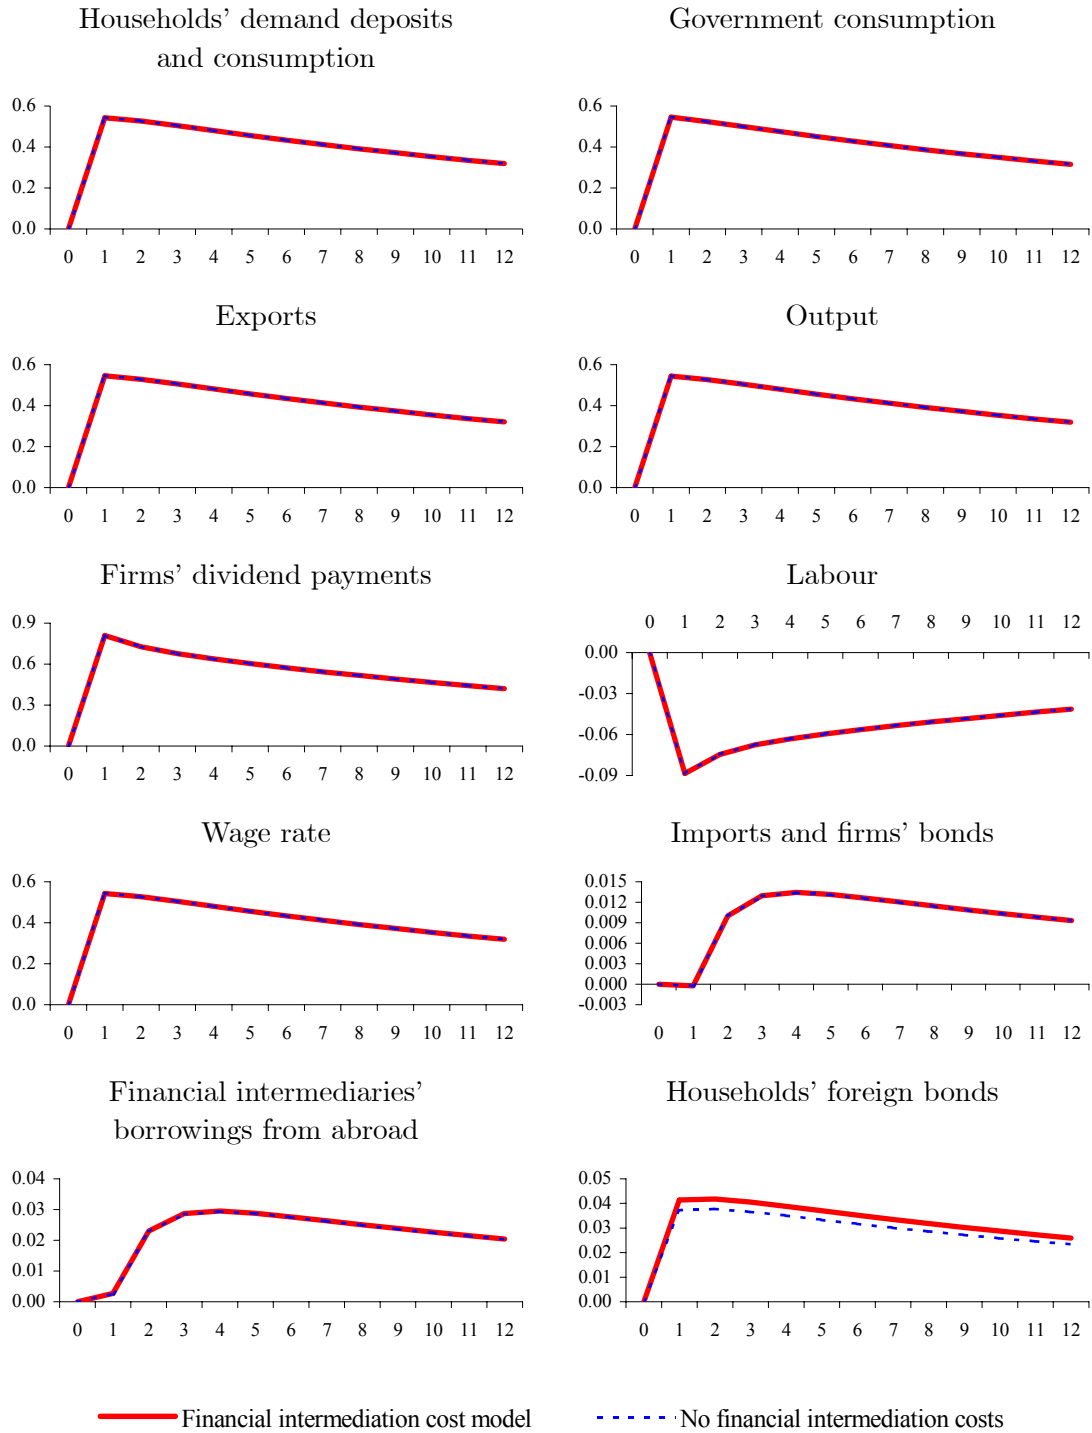 Households' demand deposits
and consumption
Government consumption
0.6
0.4
0.2
0.0
0 1 2 3 4 5 6 7 8 9 10 11 12
0.6
0.4
0.2
0.0
0 1 2 3 4 5 6 7 8 9 10 11 12
Exports
Output
0.6
0.4
0.2
0.0
0 1 2 3 4 5 6 7 8 9 10 11 12
0.6
0.4
0.2
0.0
0 1 2 3 4 5 6 7 8 9 10 11 12
Firms' dividend payments
Labour
0.9
0.6
0.3
0.0
0 1 2 3 4 5 6 7 8 9 10 11 12
0 1 2 3 4 5 6 7 8 9 10 11 12
0.00
-0.03
-0.06
-0.09
Wage rate
Imports and firms' bonds
0.6
0.4
0.2
0.0
0 1 2 3 4 5 6 7 8 9 10 11 12
0.015
0.012
0.009
0.006
0.003
0.000
-0.003
0 1 2 3 4 5 6 7 8 9 10 11 12
Financial intermediaries'
borrowings from abroad
Households' foreign bonds
0.04
0.03
0.02
0.01
0.00
0 1 2 3 4 5 6 7 8 9 10 11 12
0.05
0.04
0.03
0.02
0.01
0.00
0 1 2 3 4 5 6 7 8 9 10 11 12
Financial intermediation cost model
No financial intermediation costs